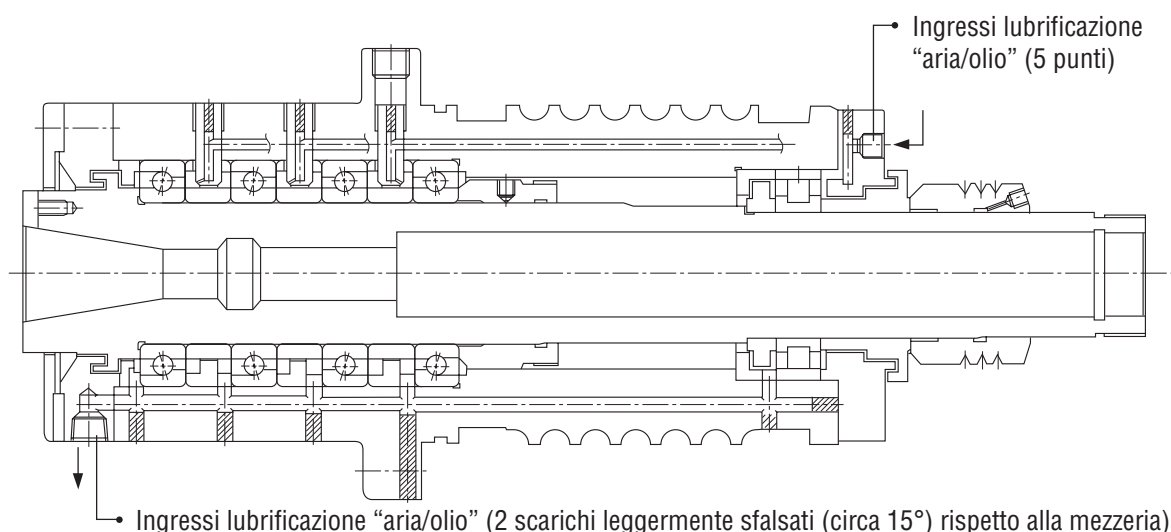 Ingressi lubrificazione
“aria/olio” (5 punti)
Ingressi lubrificazione “aria/olio” (2 scarichi leggermente sfalsati (circa 15°) rispetto alla mezzeria)